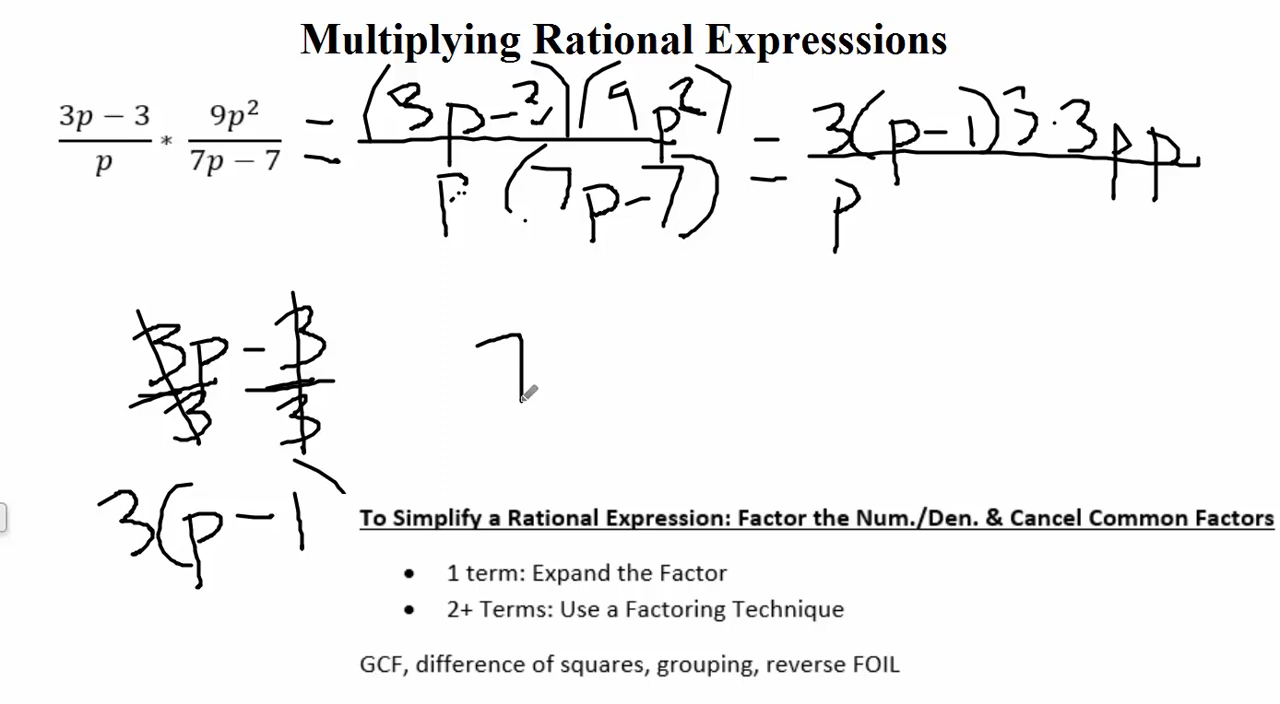 Multiplying Rational Expresssions
3p − 3 / p * 9p² / 7p − 7 = (3p-3)(9p²) / p(7p-7) = 3(p-1)3·3pp / p
3p/3 - 3/3
7
3(p-1)
To Simplify a Rational Expression: Factor the Num./Den. & Cancel Common Factors
• 1 term: Expand the Factor
• 2+ Terms: Use a Factoring Technique
GCF, difference of squares, grouping, reverse FOIL